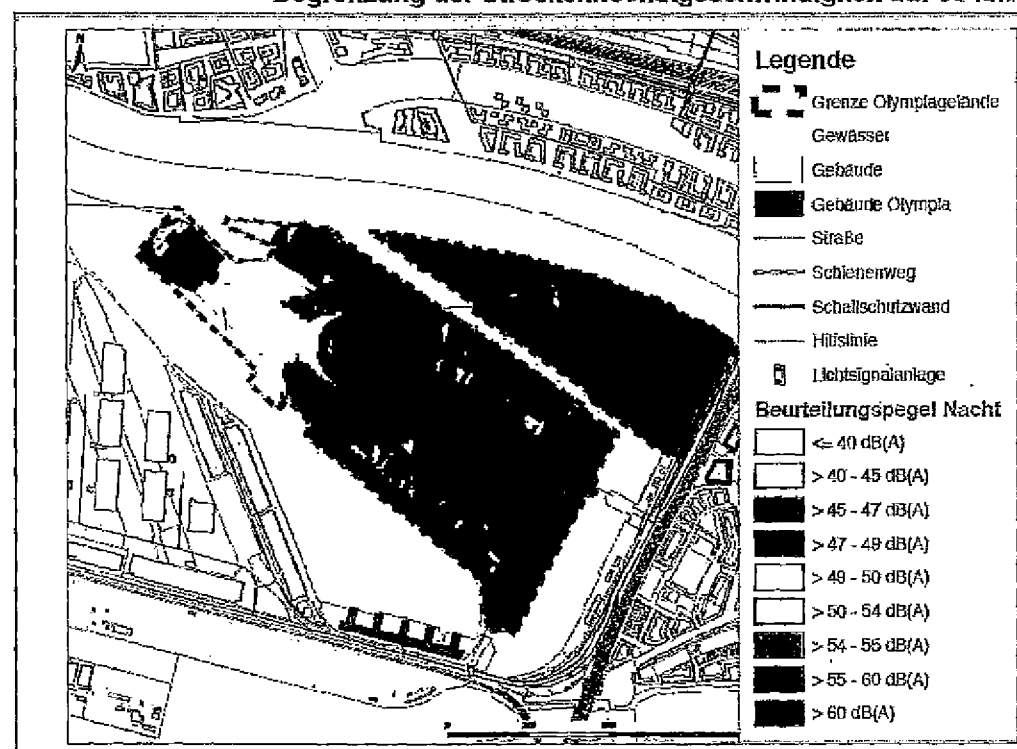 Legende
Grenze Olympiagelände
Gewässer
Gebäude
Gebäude Olympia
Straße
Schienenweg
Schallschutzwand
Hilfslinie
Lichtsignalanlage
Beurteilungspegel Nacht
<= 40 dB(A)
> 40 - 45 dB(A)
> 45 - 47 dB(A)
> 47 - 49 dB(A)
> 49 - 50 dB(A)
> 50 - 54 dB(A)
> 54 - 55 dB(A)
> 55 - 60 dB(A)
> 60 dB(A)